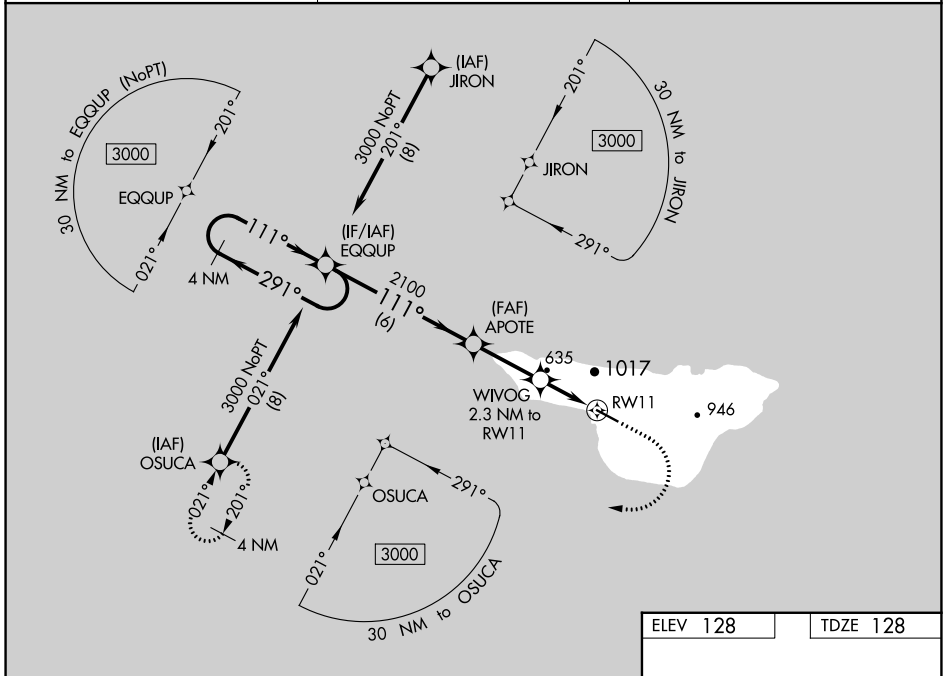 30 NM to EQQUP (NoPT)
201°
3000
EQQUP
021°
(IAF)
JIRON
3000 NoPT
201°
(8)
30 NM to JIRON
201°
3000
JIRON
291°
(IF/IAF)
EQQUP
111°
4 NM
291°
2100
111°
(6)
(FAF)
APOTE
635
1017
WIVOG
2.3 NM to
RW11
RW11
946
3000 NoPT
021°
(8)
(IAF)
OSUCA
021°
201°
4 NM
OSUCA
291°
021°
3000
30 NM to OSUCA
ELEV 128
TDZE 128